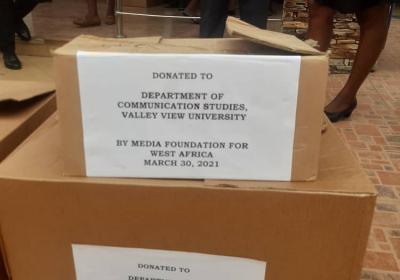 DONATED TO
DEPARTMENT OF
COMMUNICATION STUDIES,
VALLEY VIEW UNIVERSITY
BY MEDIA FOUNDATION FOR
WEST AFRICA
MARCH 30, 2021
DONATED TO